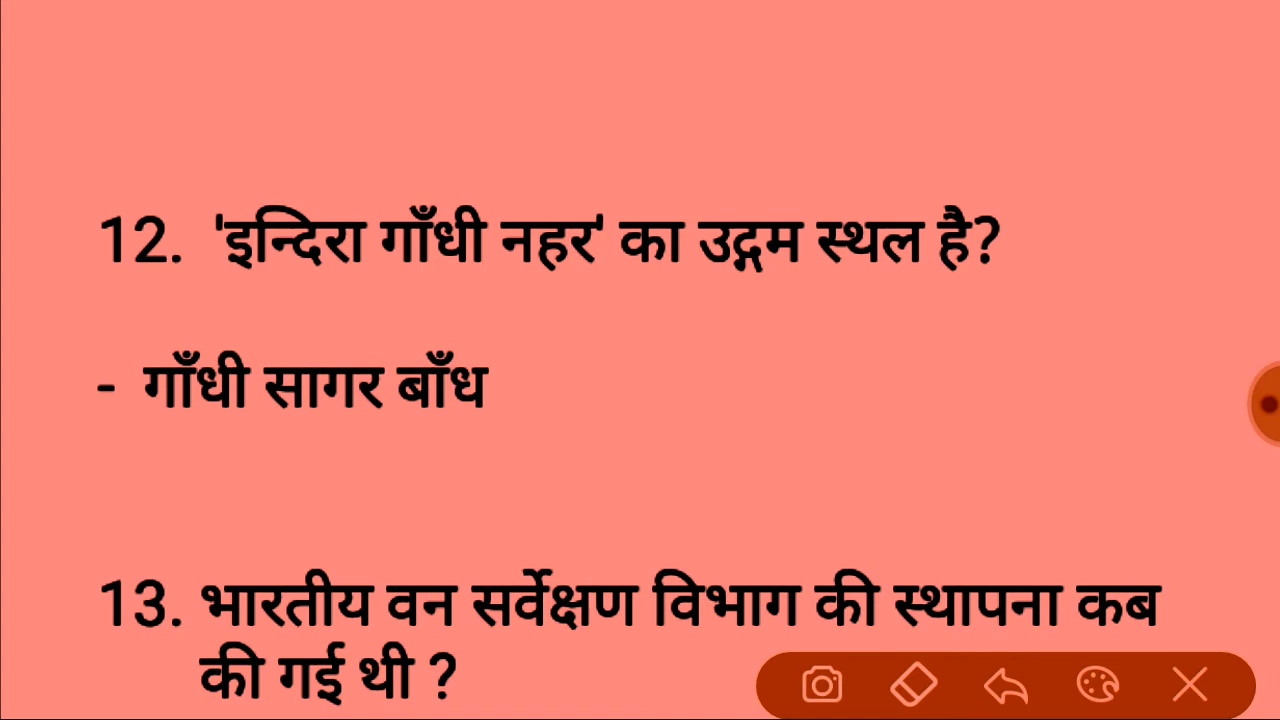 12. 'इन्दिरा गाँधी नहर' का उद्गम स्थल है?
- गाँधी सागर बाँध
13. भारतीय वन सर्वेक्षण विभाग की स्थापना कब
की गई थी ?